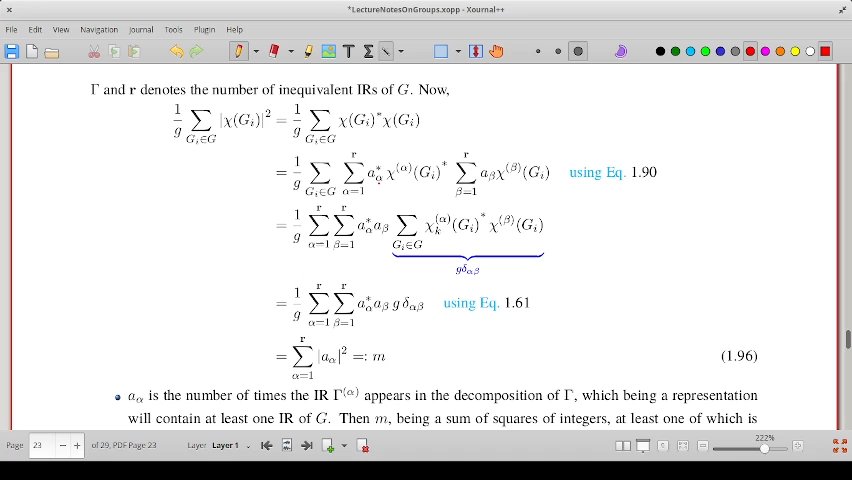 *LectureNotesOnGroups.xopp - Xournal++
File Edit View Navigation Journal Tools Plugin Help
Γ and r denotes the number of inequivalent IRs of G. Now,
1/g ∑_{G_i∈G} |χ(G_i)|² = 1/g ∑_{G_i∈G} χ(G_i)* χ(G_i)
= 1/g ∑_{G_i∈G} ∑_{α=1}^{r} a*_α χ^{(α)}(G_i)* ∑_{β=1}^{r} a_β χ^{(β)}(G_i) using Eq. 1.90
= 1/g ∑_{α=1}^{r} ∑_{β=1}^{r} a*_α a_β ∑_{G_i∈G} χ_k^{(α)}(G_i)* χ^{(β)}(G_i)
gδ_{αβ}
= 1/g ∑_{α=1}^{r} ∑_{β=1}^{r} a*_α a_β g δ_{αβ} using Eq. 1.61
= ∑_{α=1}^{r} |a_α|² =: m (1.96)
• a_α is the number of times the IR Γ^{(α)} appears in the decomposition of Γ, which being a representation
will contain at least one IR of G. Then m, being a sum of squares of integers, at least one of which is
Page 23 − + of 29, PDF Page 23 Layer Layer 1 222%